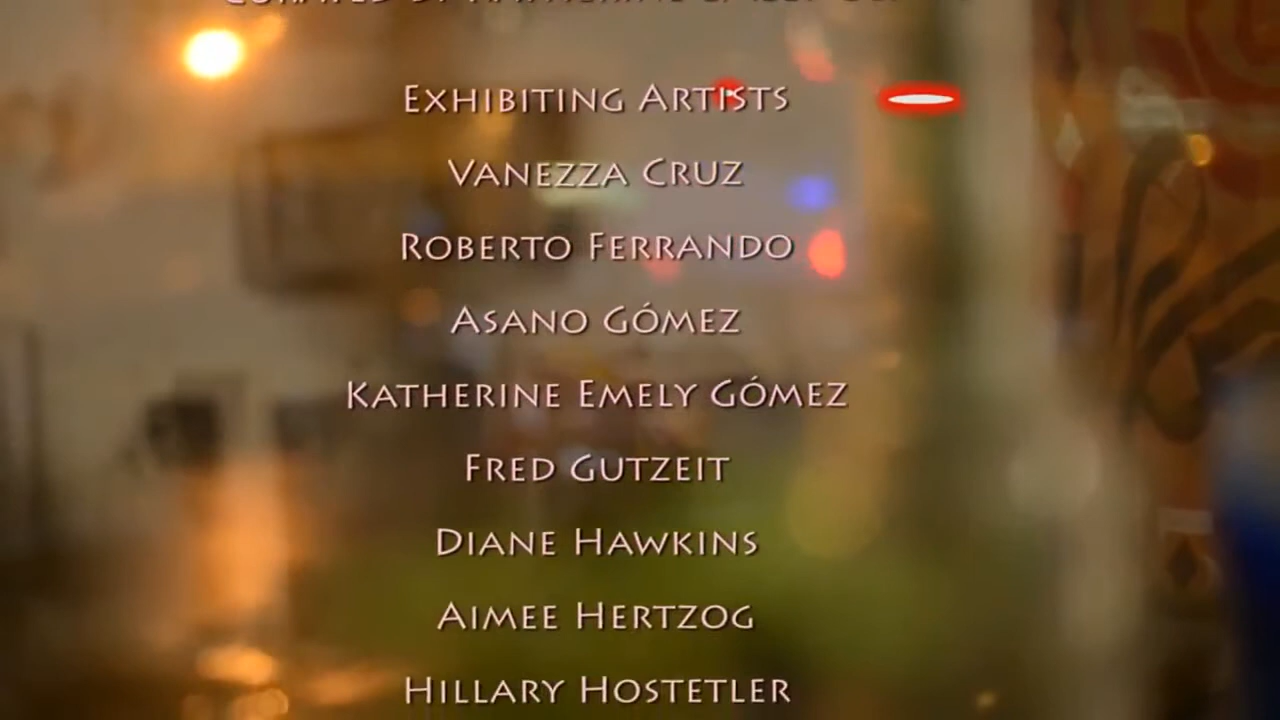 Exhibiting Artists
Vanezza Cruz
Roberto Ferrando
Asano Gómez
Katherine Emely Gómez
Fred Gutzeit
Diane Hawkins
Aimee Hertzog
Hillary Hostetler